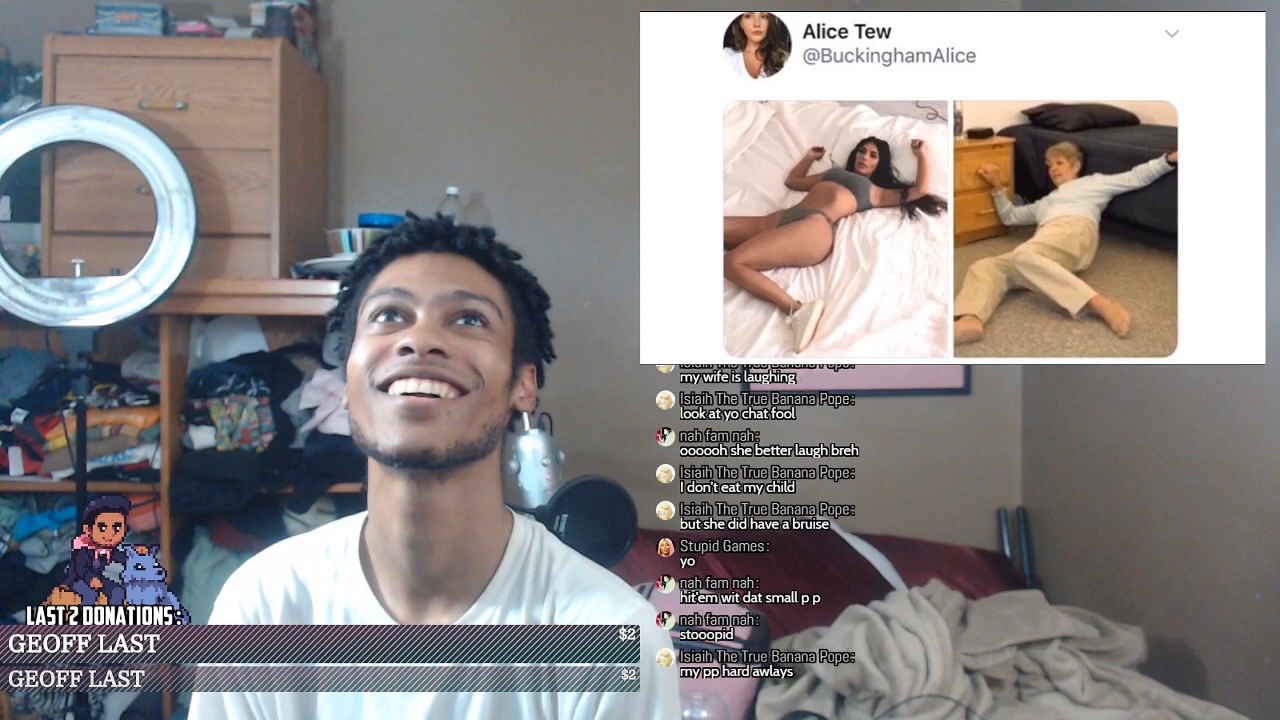 Alice Tew
@BuckinghamAlice
my wife is laughing
Isiaih The True Banana Pope:
look at yo chat fool
nah fam nah:
oooooh she better laugh breh
Isiaih The True Banana Pope:
I don't eat my child
Isiaih The True Banana Pope:
but she did have a bruise
Stupid Games:
yo
nah fam nah:
hit'em wit dat small p p
nah fam nah:
stooopid
Isiaih The True Banana Pope:
my pp hard awlays
LAST 2 DONATIONS:
GEOFF LAST $2
GEOFF LAST $2